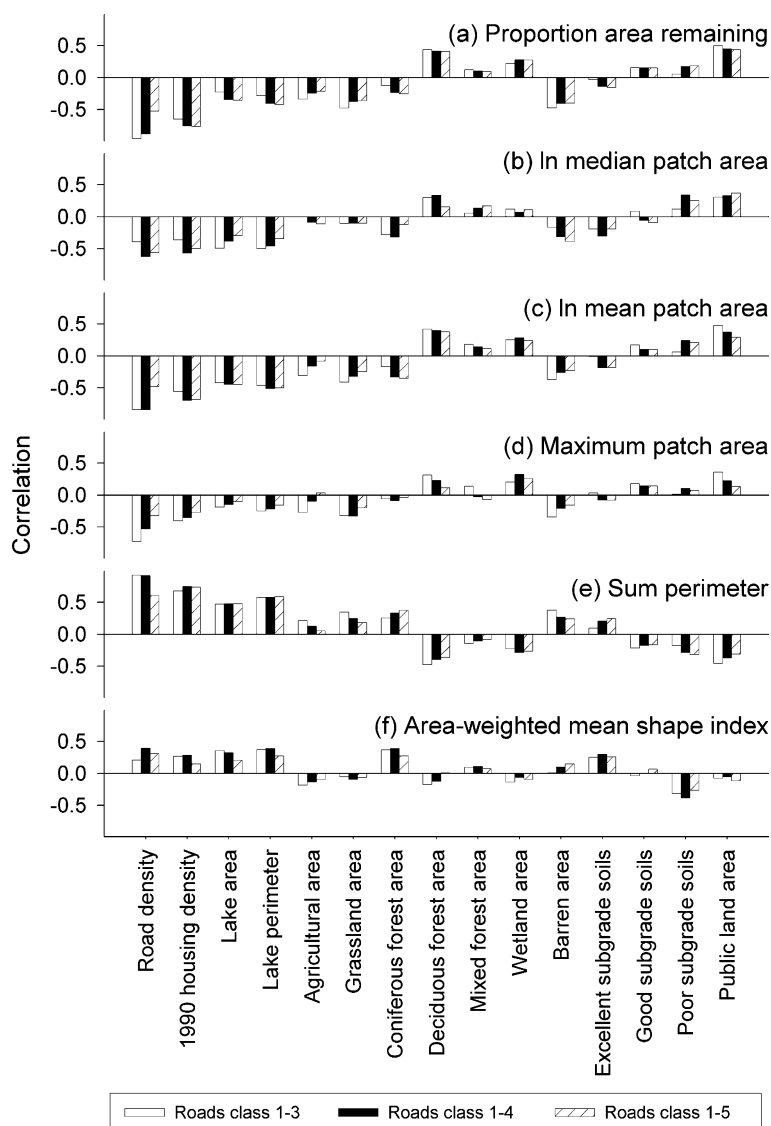 (a) Proportion area remaining
0.5
0.0
-0.5
(b) ln median patch area
0.5
0.0
-0.5
(c) ln mean patch area
0.5
0.0
-0.5
(d) Maximum patch area
0.5
0.0
-0.5
(e) Sum perimeter
0.5
0.0
-0.5
(f) Area-weighted mean shape index
0.5
0.0
-0.5
Correlation
Road density
1990 housing density
Lake area
Lake perimeter
Agricultural area
Grassland area
Coniferous forest area
Deciduous forest area
Mixed forest area
Wetland area
Barren area
Excellent subgrade soils
Good subgrade soils
Poor subgrade soils
Public land area
Roads class 1-3
Roads class 1-4
Roads class 1-5